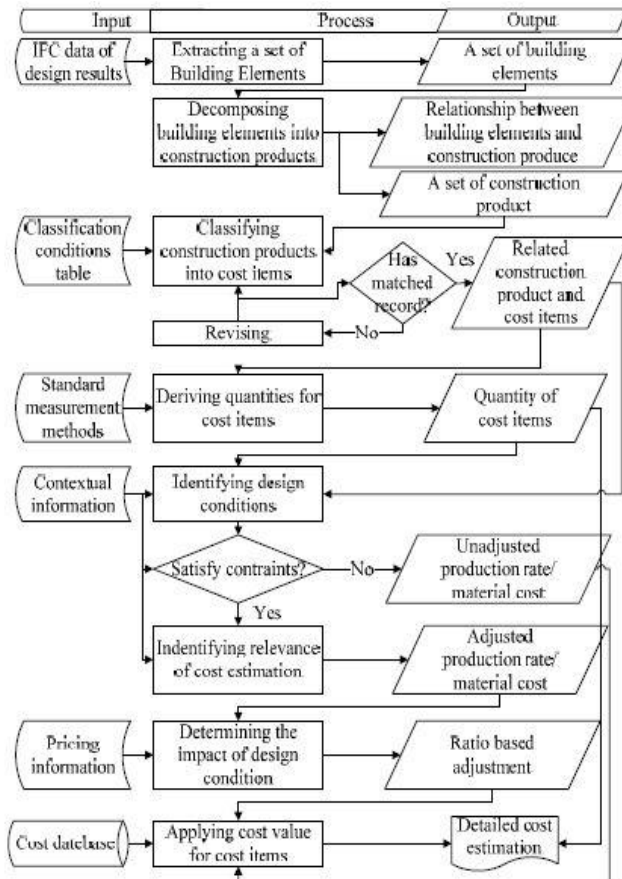 Input
Process
Output
IFC data of
design results
Extracting a set of
Building Elements
A set of building
elements
Decomposing
building elements into
construction products
Relationship between
building elements and
construction produce
A set of construction
product
Classification
conditions
table
Classifying
construction products
into cost items
Has
matched
record?
Yes
Related
construction
product and
cost items
Revising
No
Standard
measurement
methods
Deriving quantities for
cost items
Quantity of
cost items
Contextual
information
Identifying design
conditions
Satisfy contraints?
No
Unadjusted
production rate/
material cost
Yes
Indentifying relevance
of cost estimation
Adjusted
production rate/
material cost
Pricing
information
Determining the
impact of design
condition
Ratio based
adjustment
Cost datebase
Applying cost value
for cost items
Detailed cost
estimation